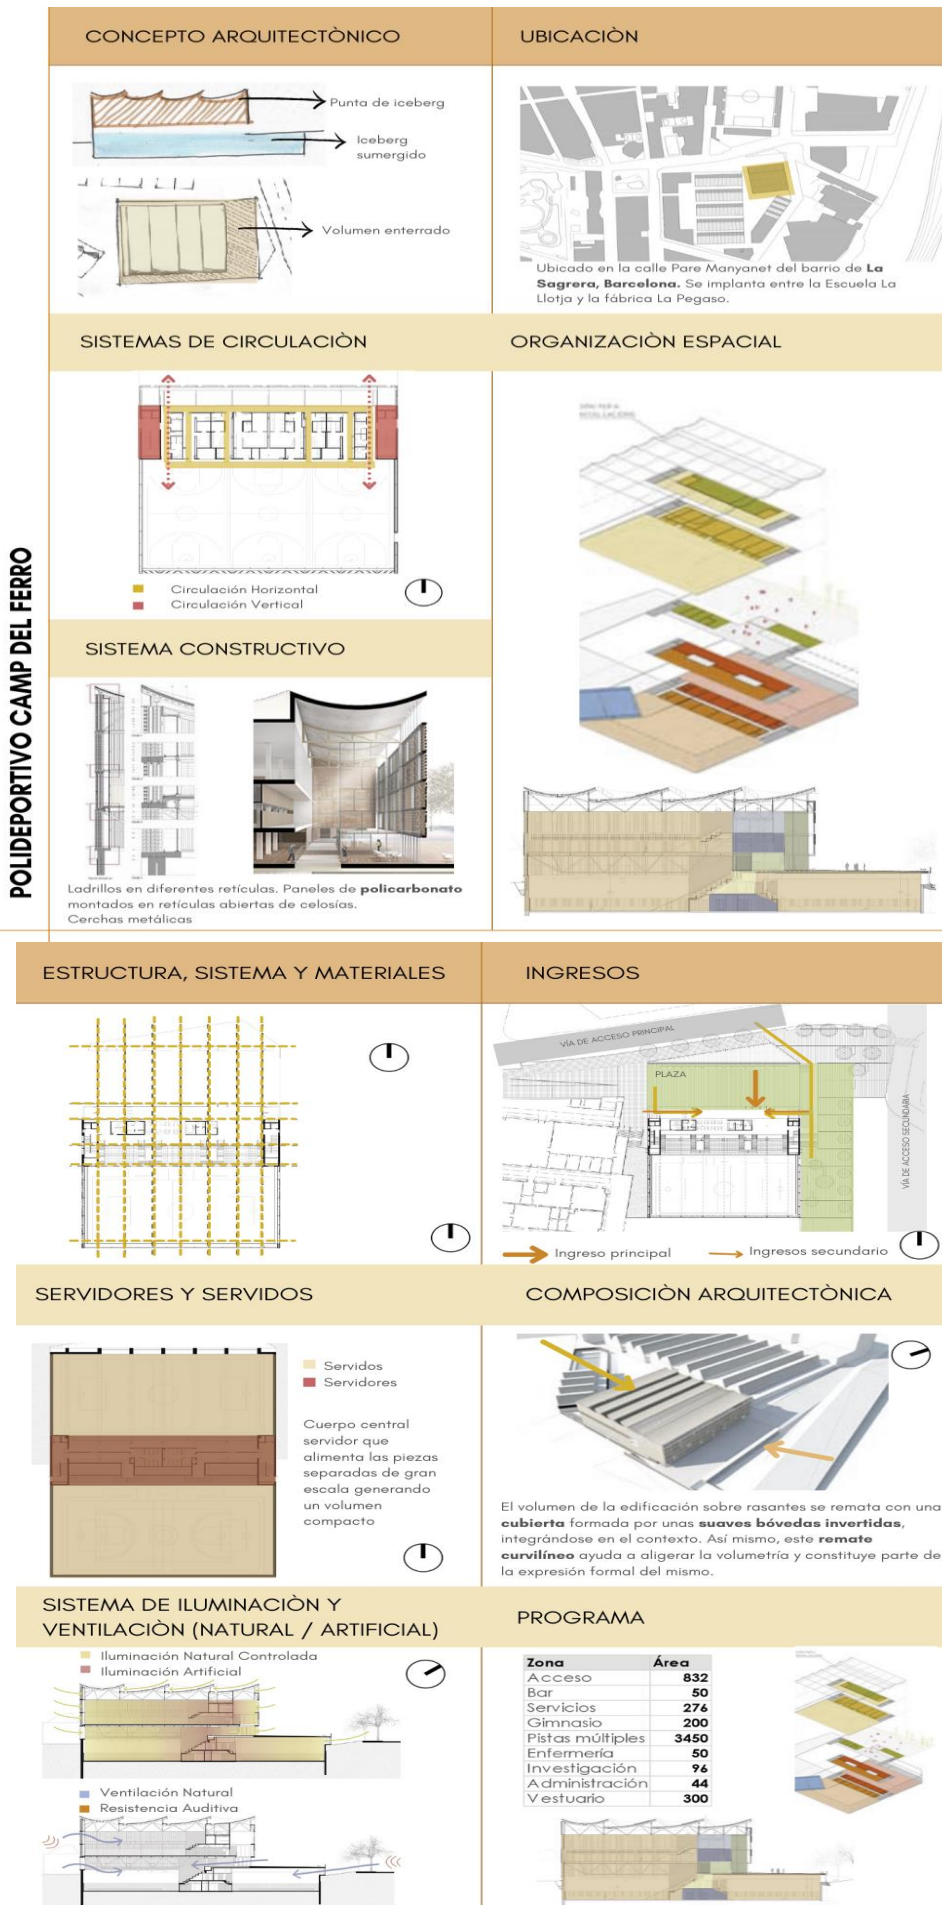 POLIDEPORTIVO CAMP DEL FERRO
CONCEPTO ARQUITECTÒNICO
Punta de iceberg
Iceberg
sumergido
Volumen enterrado
UBICACIÒN
Ubicado en la calle Pare Manyanet del barrio de La
Sagrera, Barcelona. Se implanta entre la Escuela La
Llotja y la fábrica La Pegaso.
SISTEMAS DE CIRCULACIÒN
Circulación Horizontal
Circulación Vertical
ORGANIZACIÒN ESPACIAL
SISTEMA CONSTRUCTIVO
Ladrillos en diferentes retículas. Paneles de policarbonato
montados en retículas abiertas de celosías.
Cerchas metálicas
ESTRUCTURA, SISTEMA Y MATERIALES
INGRESOS
VÍA DE ACCESO PRINCIPAL
PLAZA
VÍA DE ACCESO SECUNDARIA
Ingreso principal
Ingresos secundario
SERVIDORES Y SERVIDOS
Servidos
Servidores
Cuerpo central
servidor que
alimenta las piezas
separadas de gran
escala generando
un volumen
compacto
COMPOSICIÒN ARQUITECTÒNICA
El volumen de la edificación sobre rasantes se remata con una
cubierta formada por unas suaves bóvedas invertidas,
integrándose en el contexto. Así mismo, este remate
curvilíneo ayuda a aligerar la volumetría y constituye parte de
la expresión formal del mismo.
SISTEMA DE ILUMINACIÒN Y
VENTILACIÒN (NATURAL / ARTIFICIAL)
Iluminación Natural Controlada
Iluminación Artificial
Ventilación Natural
Resistencia Auditiva
PROGRAMA
Zona Área
Acceso 832
Bar 50
Servicios 276
Gimnasio 200
Pistas múltiples 3450
Enfermería 50
Investigación 96
Administración 44
Vestuario 300